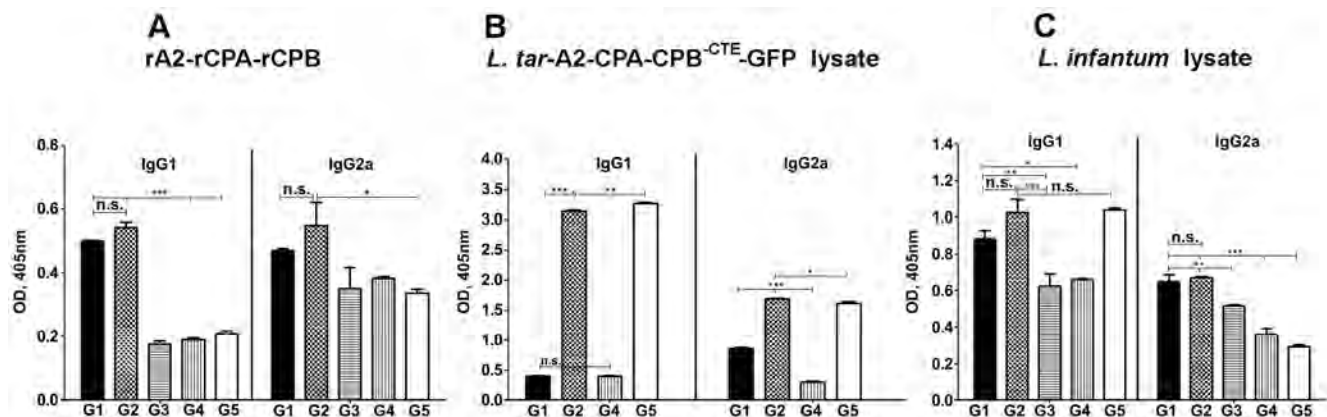 A
rA2-rCPA-rCPB
OD, 405nm
0.8
0.6
0.4
0.2
0.0
IgG1
IgG2a
***
n.s.
n.s.
*
G1 G2 G3 G4 G5
G1 G2 G3 G4 G5
B
L. tar-A2-CPA-CPB-CTE-GFP lysate
OD, 405nm
4.0
3.5
3.0
2.5
2.0
1.5
1.0
0.5
0.0
IgG1
IgG2a
*** **
n.s.
*
***
G1 G2 G4 G5
G1 G2 G4 G5
C
L. infantum lysate
OD, 405nm
1.4
1.2
1.0
0.8
0.6
0.4
0.2
0.0
IgG1
IgG2a
*
**
n.s. n.s.
n.s.
***
**
G1 G2 G3 G4 G5
G1 G2 G3 G4 G5